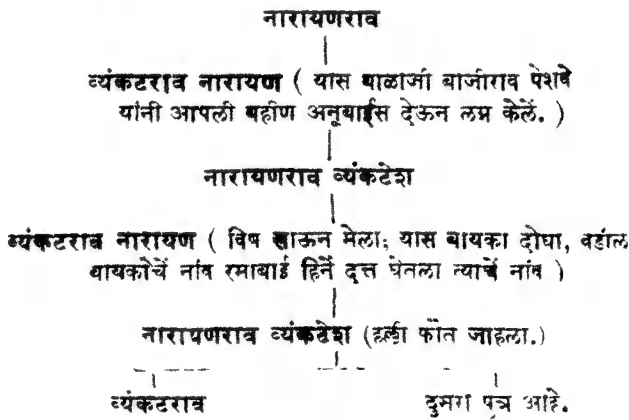 नारायणराव
व्यंकटराव नारायण ( यास बाळाजी बाजीराव पेशवे
यांनी आपली बहीण अनूबाईस देऊन लग्न केलें. )
नारायणराव व्यंकटेश
व्यंकटराव नारायण ( विष खाऊन मेला; यास बायका दोघा, वडील
बायकोचें नांव रमाबाई हिनें दत्त घेतला त्याचें नांव )
नारायणराव व्यंकटेश (हल्ली फौत जाहला.)
व्यंकटराव दुसरा पुत्र आहे.